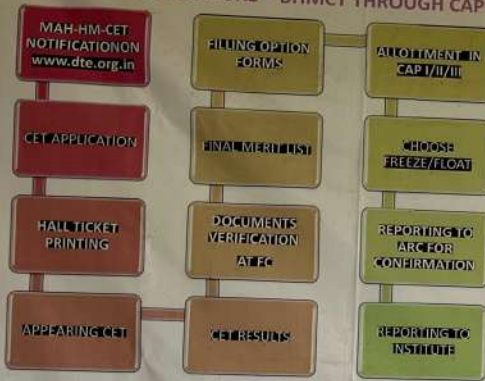 BHMCT THROUGH CAP
MAH-HM-CET
NOTIFICATIONON
www.dte.org.in
CET APPLICATION
HALL TICKET
PRINTING
APPEARING CET
CET RESULTS
DOCUMENTS
VERIFICATION
AT FC
FINAL MERIT LIST
FILLING OPTION
FORMS
ALLOTTMENT IN
CAP I/II/III
CHOOSE
FREEZE/FLOAT
REPORTING TO
ARC FOR
CONFIRMATION
REPORTING TO
NSTITUTE